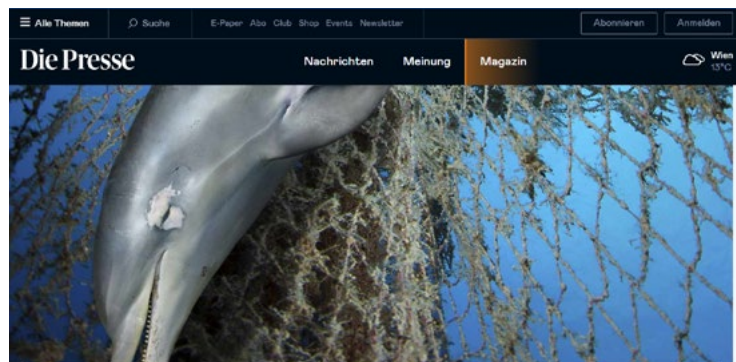 Alle Themen Suche E-Paper Abo Club Shop Events Newsletter Abonnieren Anmelden
Die Presse Nachrichten Meinung Magazin Wien
13°C